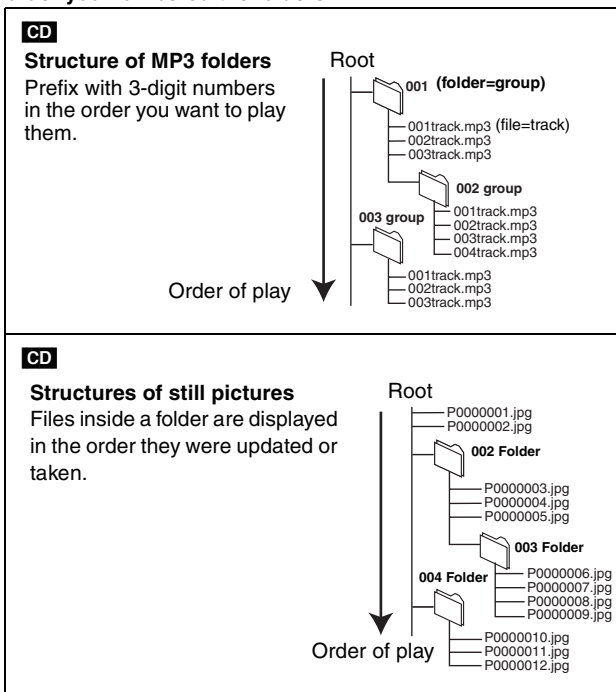 CD
Structure of MP3 folders
Prefix with 3-digit numbers
in the order you want to play
them.
Root
001 (folder=group)
001track.mp3 (file=track)
002track.mp3
003track.mp3
002 group
001track.mp3
002track.mp3
003track.mp3
004track.mp3
003 group
001track.mp3
002track.mp3
003track.mp3
Order of play
CD
Structures of still pictures
Files inside a folder are displayed
in the order they were updated or
taken.
Root
P0000001.jpg
P0000002.jpg
002 Folder
P0000003.jpg
P0000004.jpg
P0000005.jpg
003 Folder
P0000006.jpg
P0000007.jpg
P0000008.jpg
P0000009.jpg
004 Folder
P0000010.jpg
P0000011.jpg
P0000012.jpg
Order of play